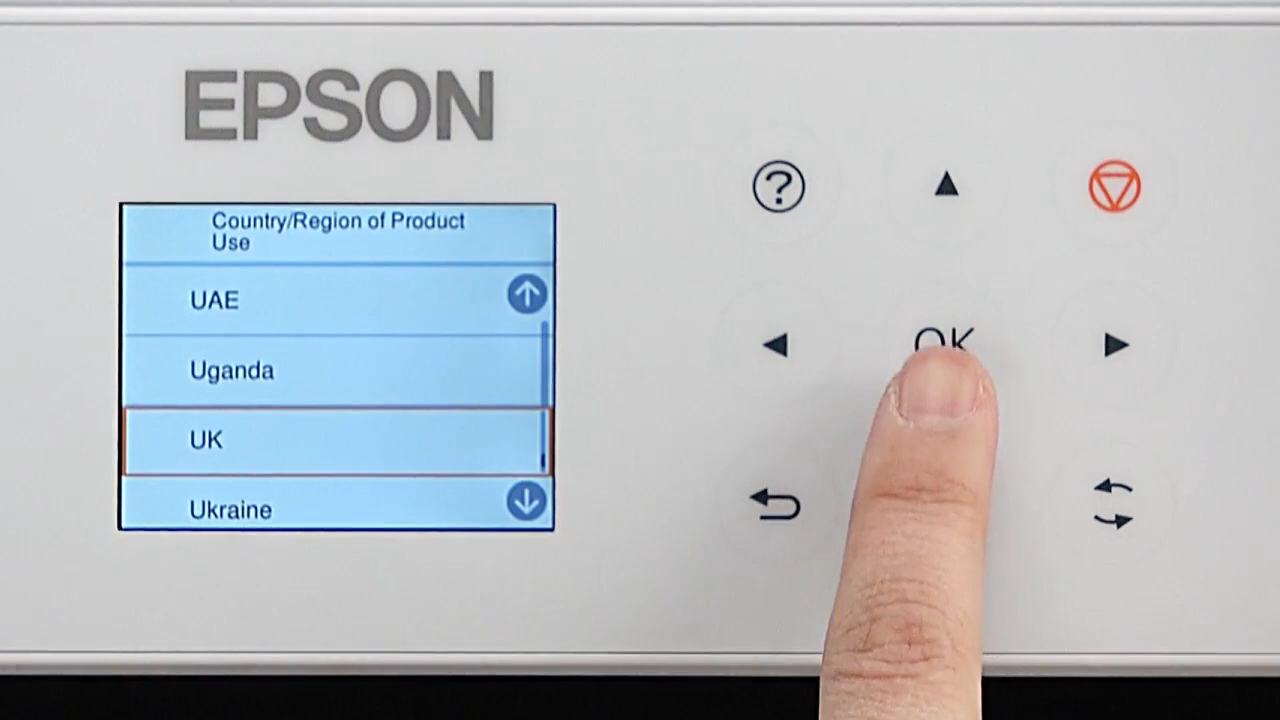 EPSON
Country/Region of Product
Use
UAE
Uganda
UK
Ukraine
?
OK